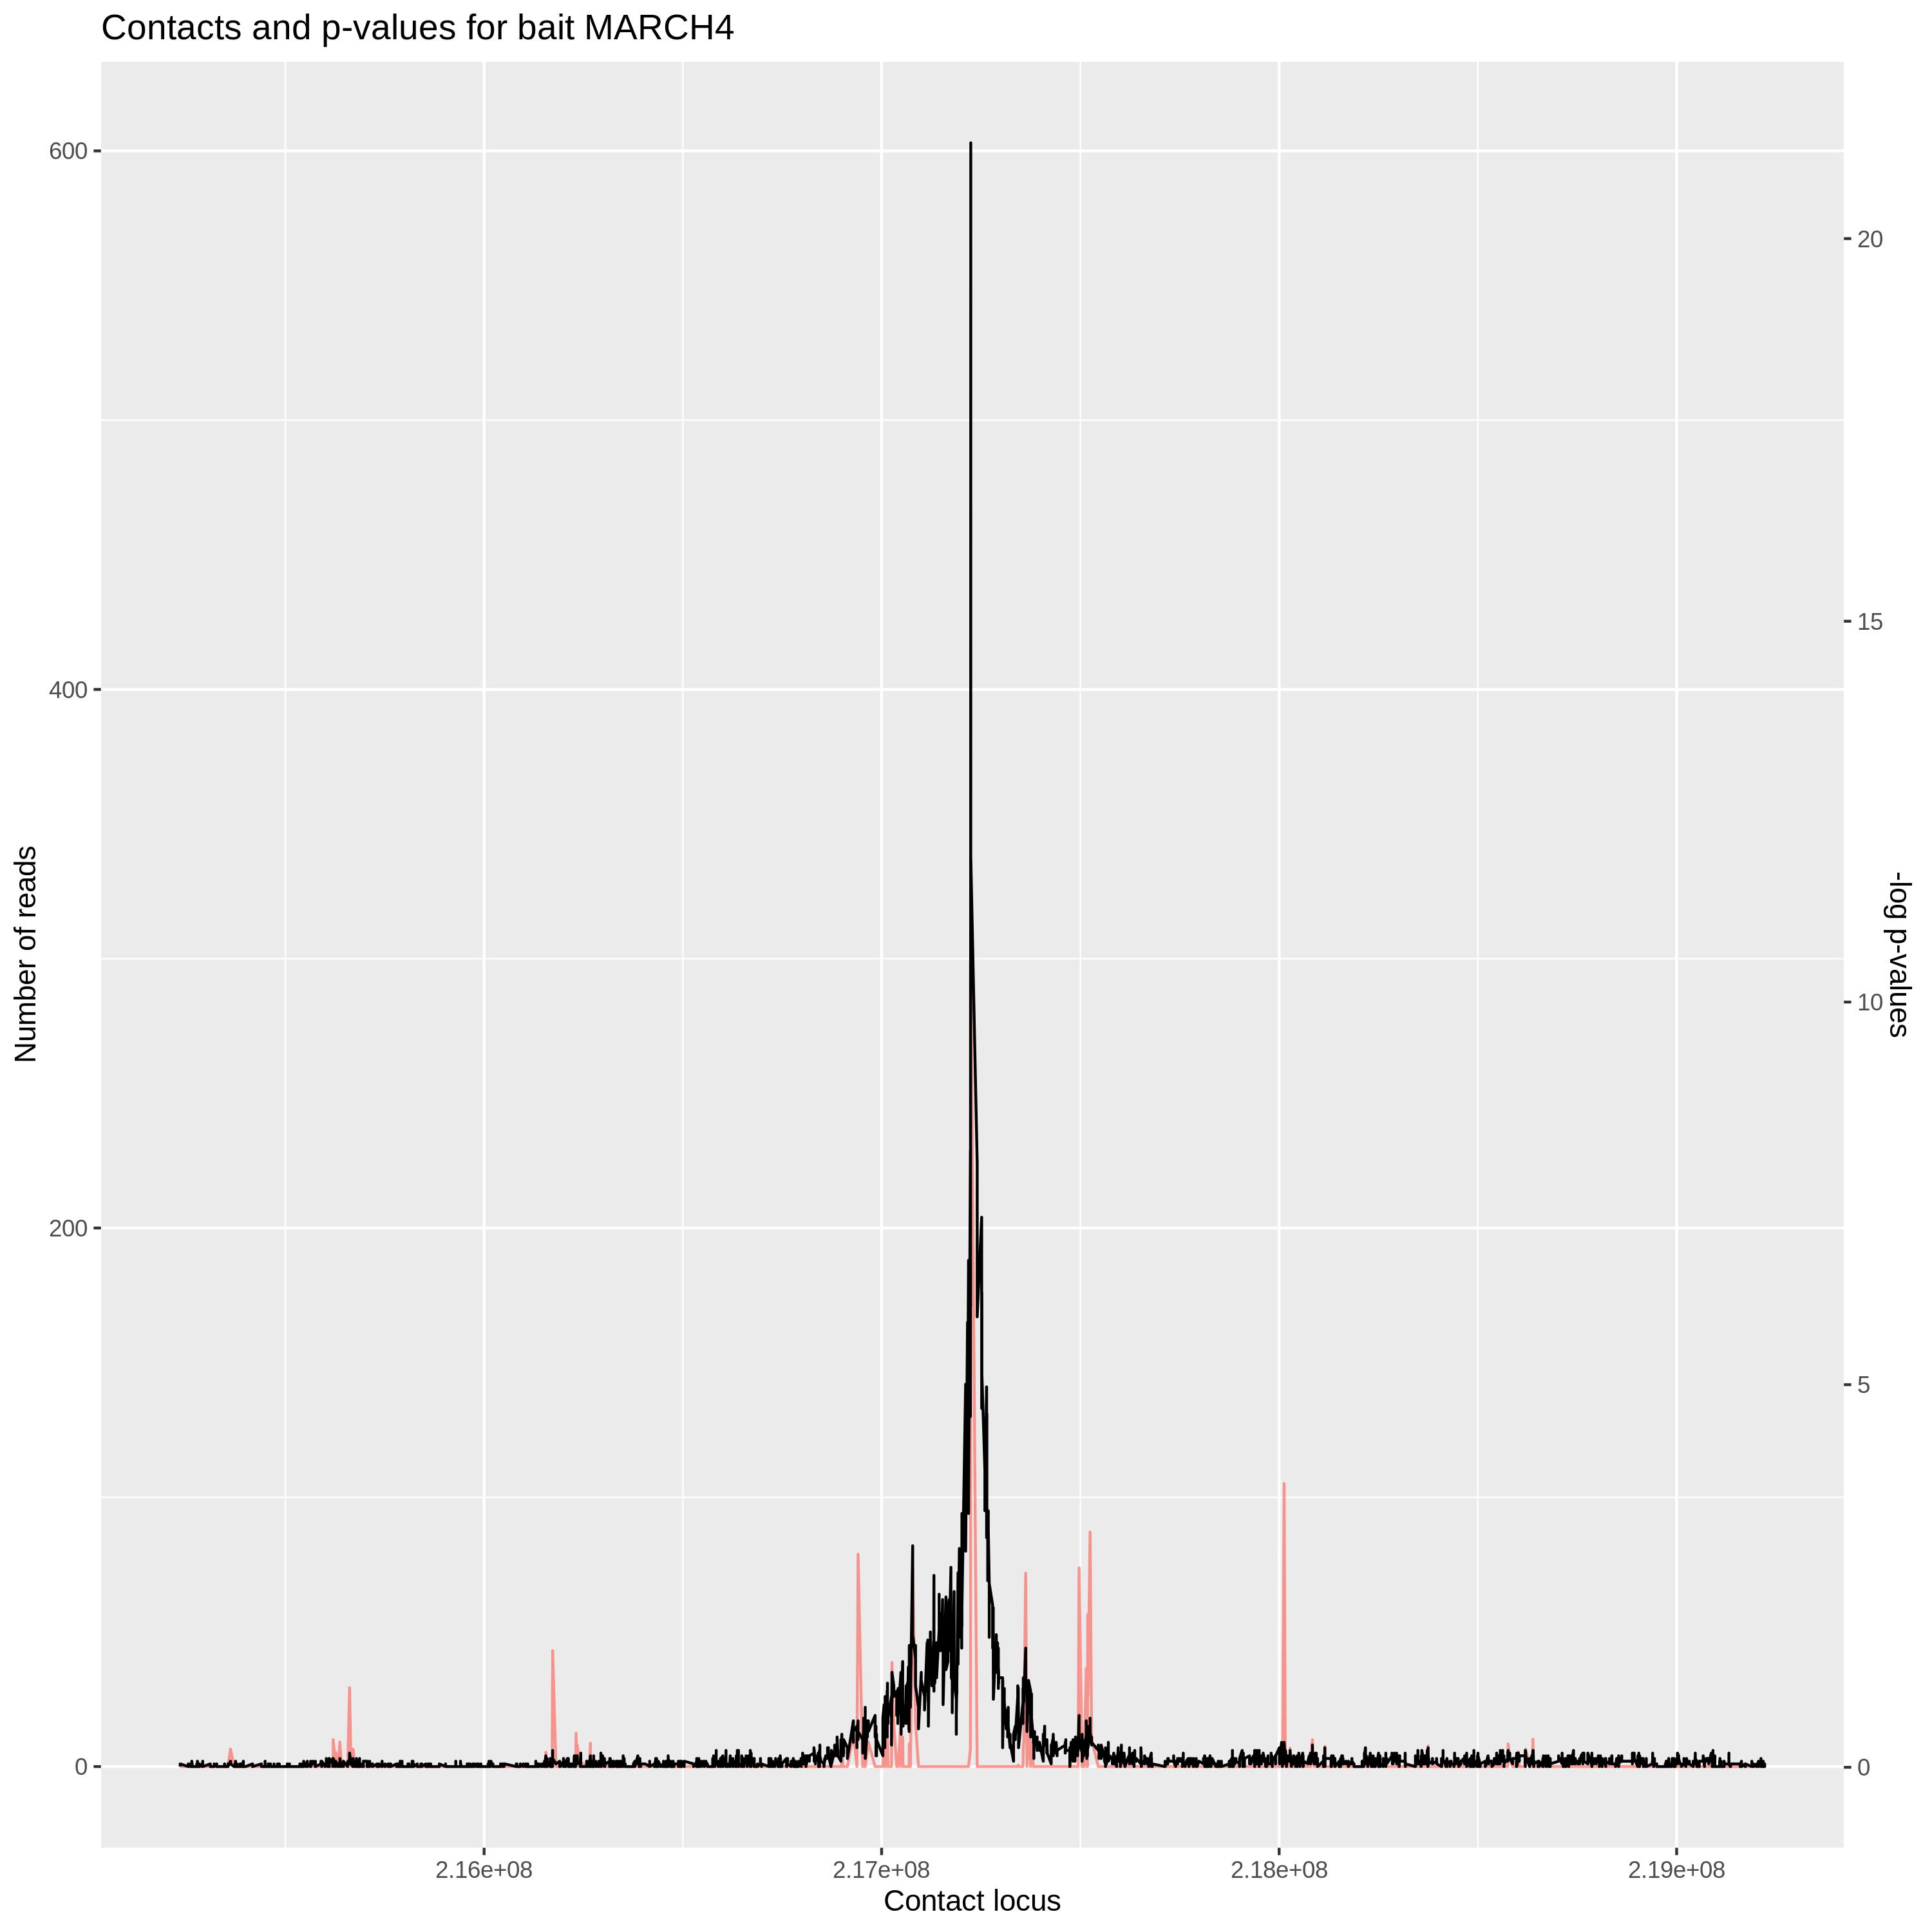 Contacts and p-values for bait MARCH4
600
400
200
0
Number of reads
20
15
10
5
0
-log p-values
2.16e+08 2.17e+08 2.18e+08 2.19e+08
Contact locus